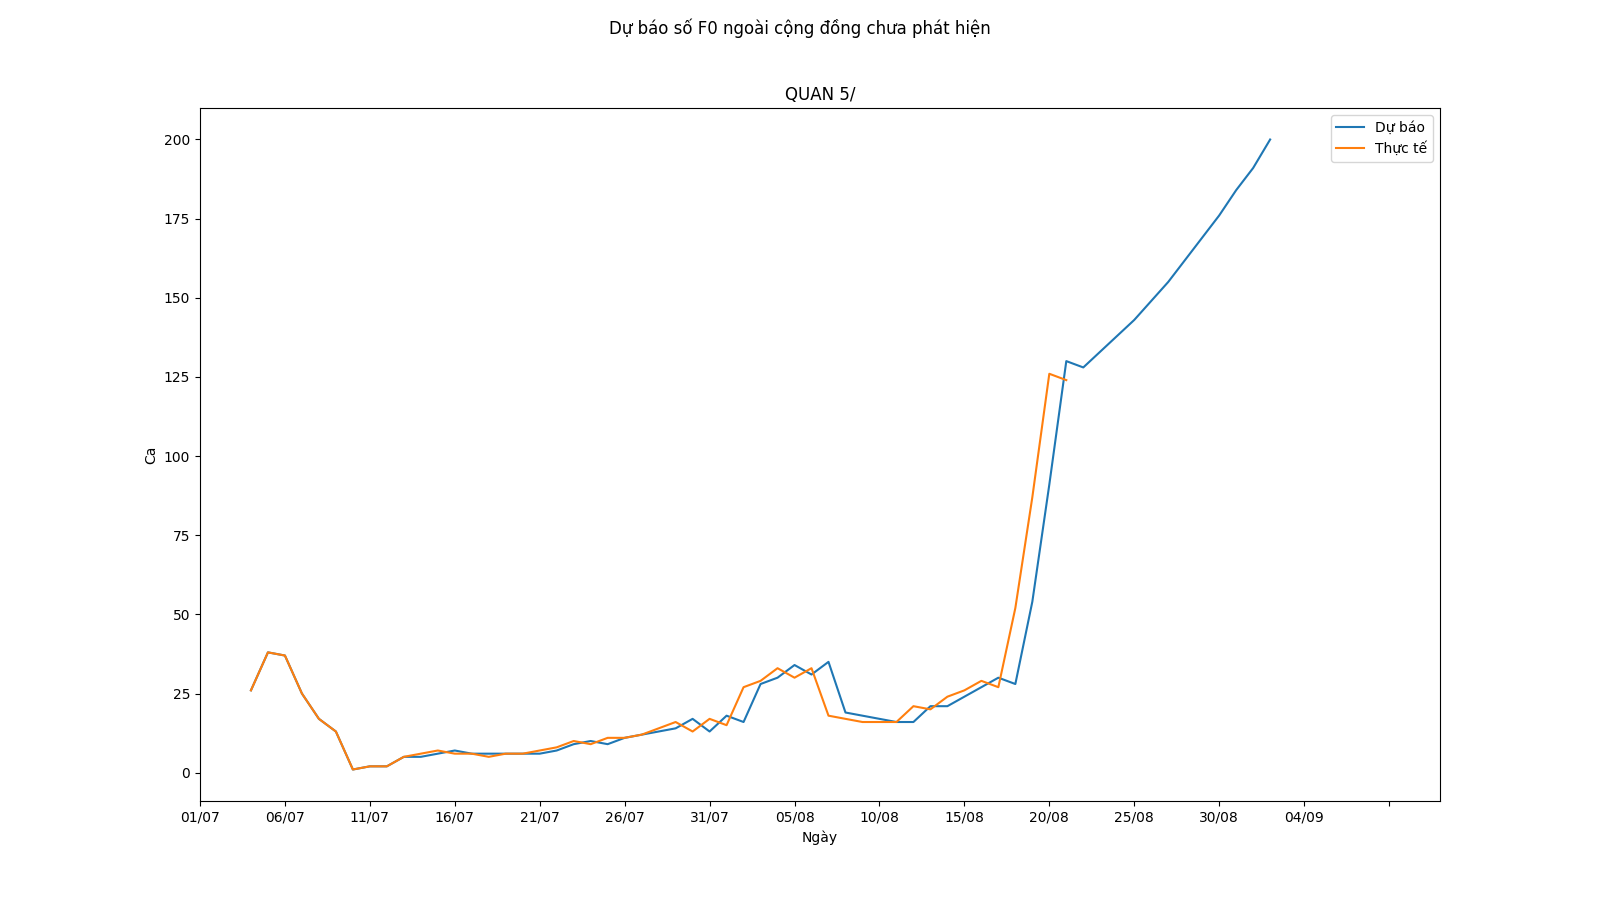 Dự báo số F0 ngoài cộng đồng chưa phát hiện
QUAN 5/
Dự báo
Thực tế
200
175
150
125
100
75
50
25
0
Ca
01/07 06/07 11/07 16/07 21/07 26/07 31/07 05/08 10/08 15/08 20/08 25/08 30/08 04/09
Ngày